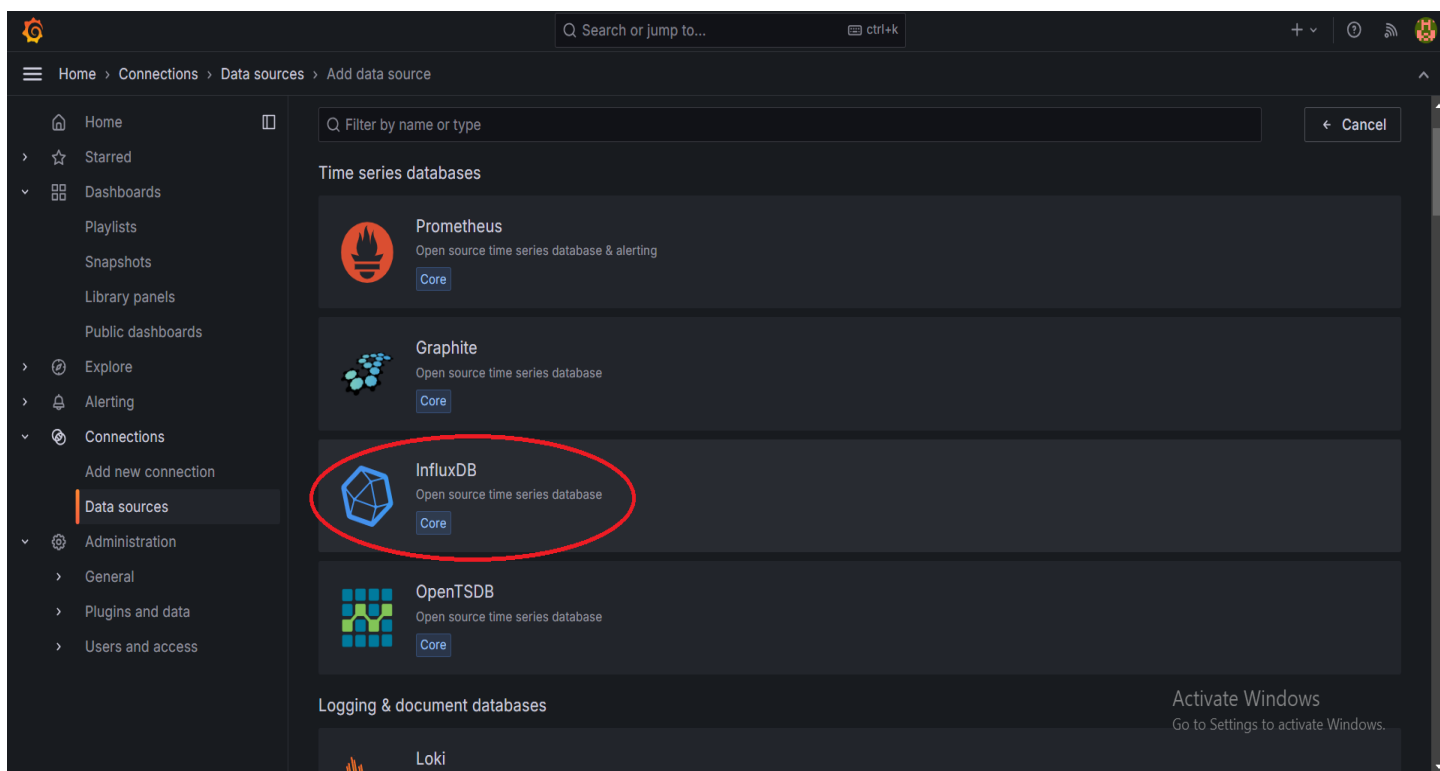 Search or jump to...
ctrl+k
Home › Connections › Data sources › Add data source
Home
Starred
Dashboards
Playlists
Snapshots
Library panels
Public dashboards
Explore
Alerting
Connections
Add new connection
Data sources
Administration
General
Plugins and data
Users and access
Filter by name or type
← Cancel
Time series databases
Prometheus
Open source time series database & alerting
Core
Graphite
Open source time series database
Core
InfluxDB
Open source time series database
Core
OpenTSDB
Open source time series database
Core
Logging & document databases
Loki
Activate Windows
Go to Settings to activate Windows.